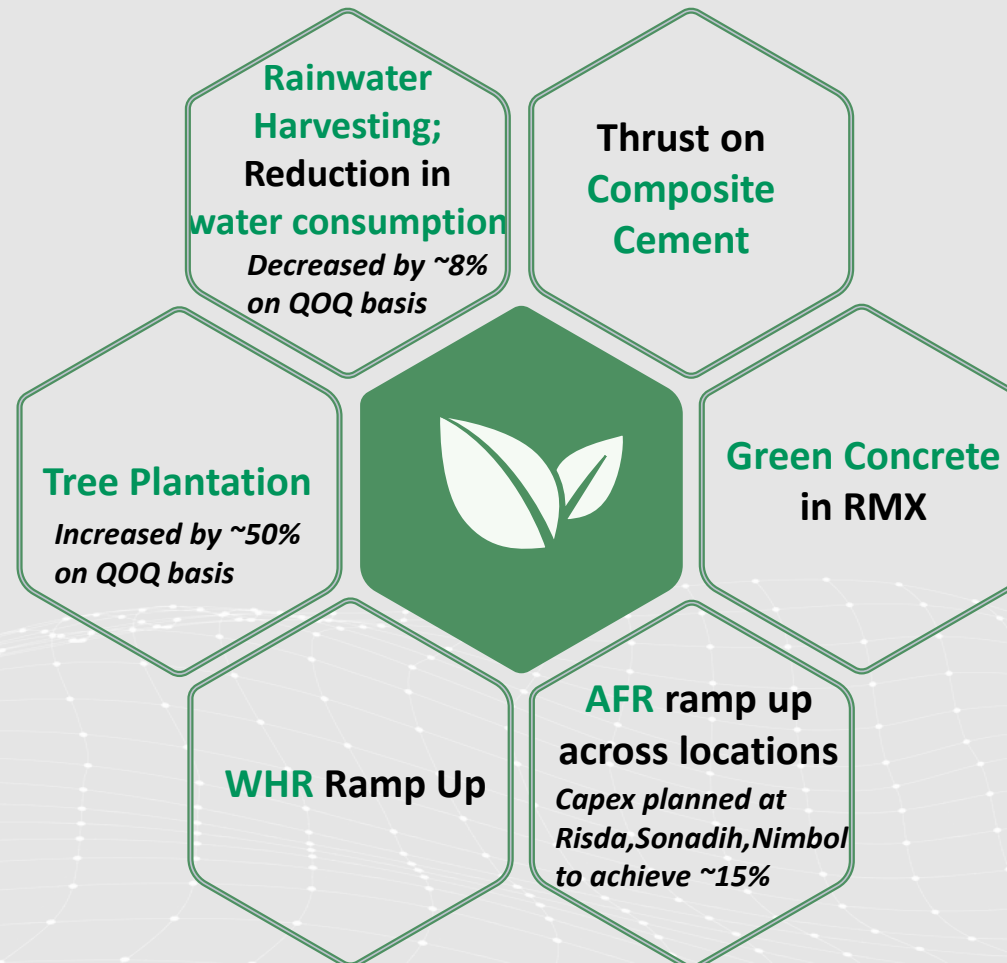 Rainwater
Harvesting;
Reduction in
water consumption
Decreased by ~8%
on QOQ basis
Thrust on
Composite
Cement
Tree Plantation
Increased by ~50%
on QOQ basis
Green Concrete
in RMX
WHR Ramp Up
AFR ramp up
across locations
Capex planned at
Risda,Sonadih,Nimbol
to achieve ~15%